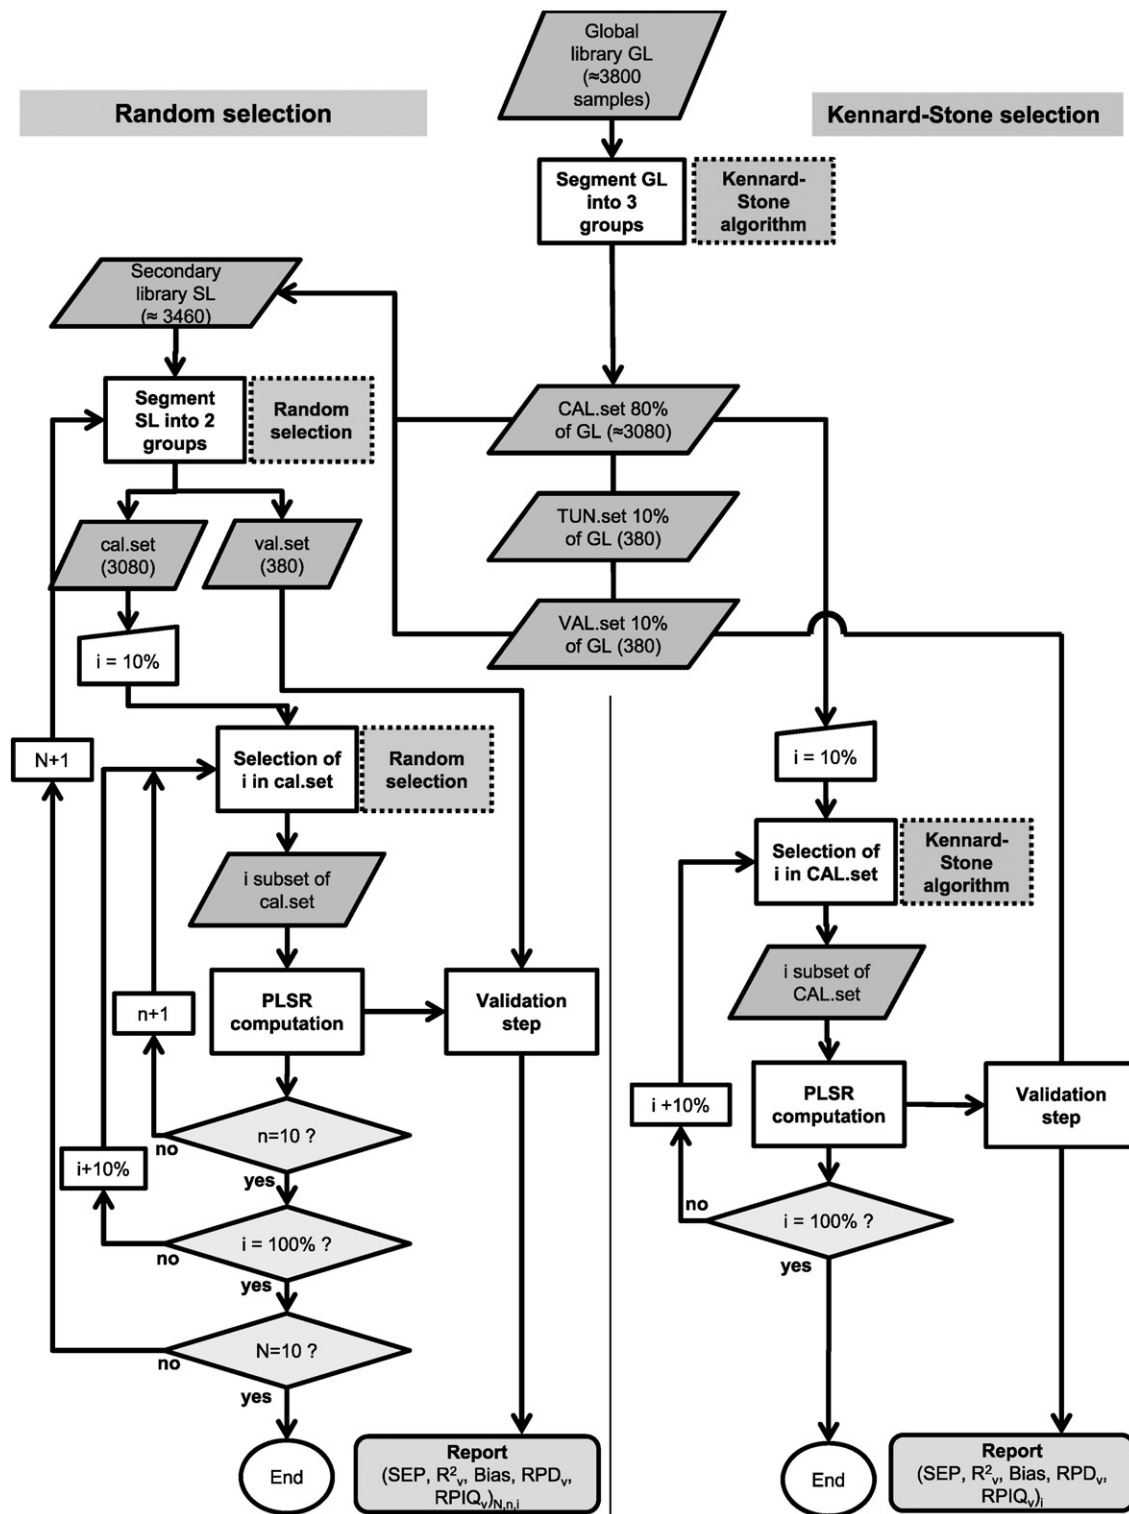 Global
library GL
(≈3800
samples)
Random selection
Kennard-Stone selection
Segment GL
into 3
groups
Kennard-
Stone
algorithm
Secondary
library SL
(≈ 3460)
Segment
SL into 2
groups
Random
selection
CAL.set 80%
of GL (≈3080)
TUN.set 10%
of GL (380)
VAL.set 10%
of GL (380)
cal.set
(3080)
val.set
(380)
i = 10%
N+1
Selection of
i in cal.set
Random
selection
i subset of
cal.set
n+1
PLSR
computation
Validation
step
n=10 ?
no
yes
i+10%
i = 100% ?
no
yes
N=10 ?
no
yes
End
Report
(SEP, R²v, Bias, RPDv,
RPIQv)N,n,i
i = 10%
Selection of
i in CAL.set
Kennard-
Stone
algorithm
i subset of
CAL.set
i +10%
PLSR
computation
Validation
step
no
i = 100% ?
yes
End
Report
(SEP, R²v, Bias, RPDv,
RPIQv)i